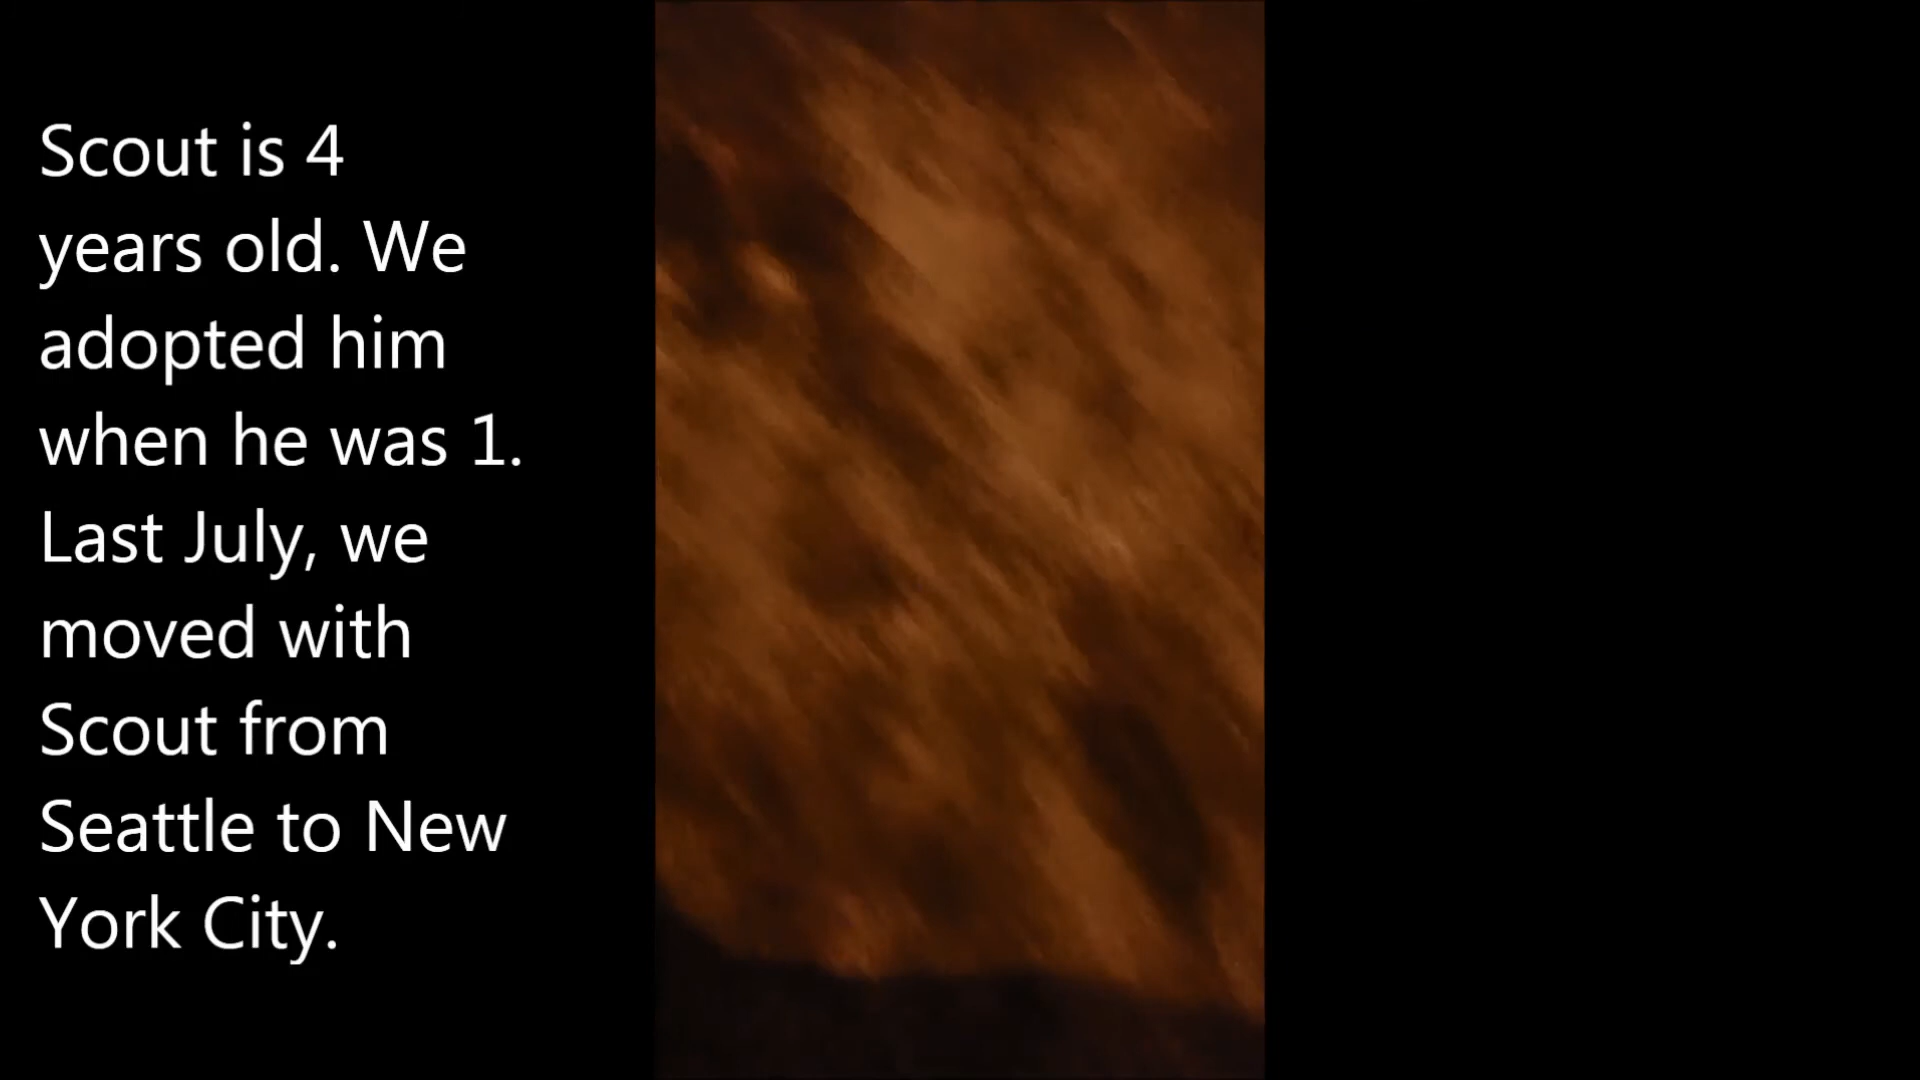 Scout is 4
years old. We
adopted him
when he was 1.
Last July, we
moved with
Scout from
Seattle to New
York City.